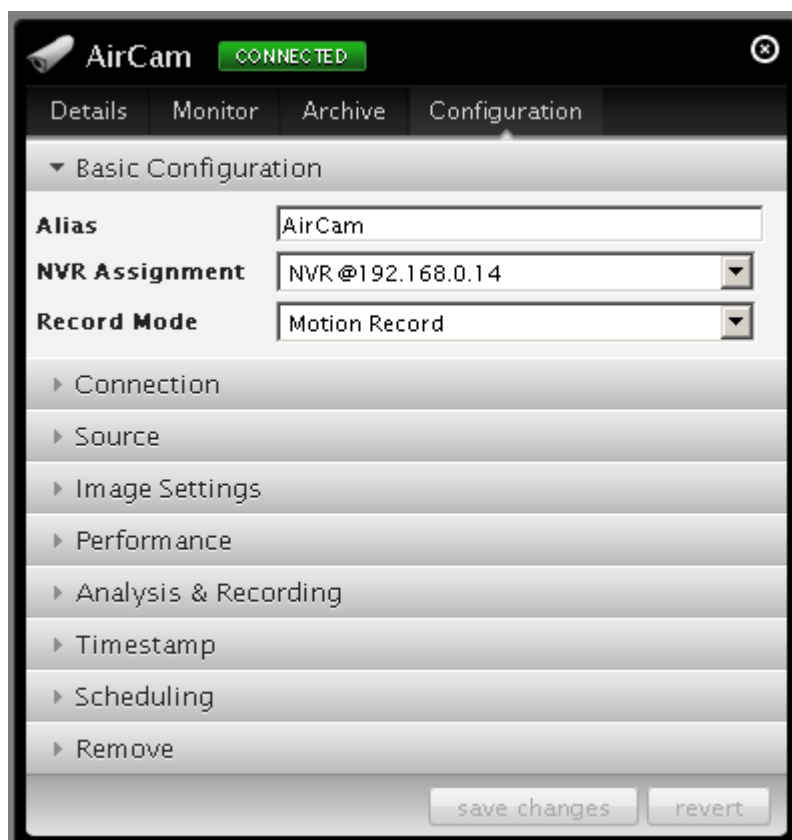 AirCam CONNECTED
Details Monitor Archive Configuration
Basic Configuration
Alias AirCam
NVR Assignment NVR@192.168.0.14
Record Mode Motion Record
Connection
Source
Image Settings
Performance
Analysis & Recording
Timestamp
Scheduling
Remove
save changes revert